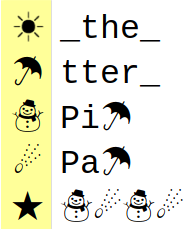 ☀ _the_
☂ tter_
☃ Pi☂
☄ Pa☂
★ ☃☄☃☄